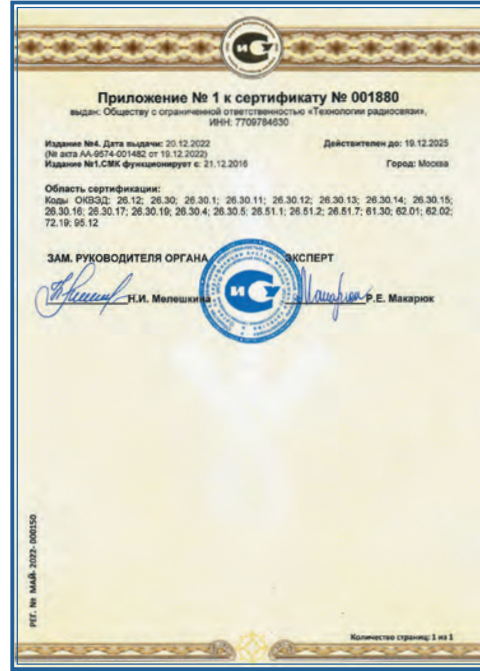 ИСУ
Приложение № 1 к сертификату № 001880
выдан: Обществу с ограниченной ответственностью «Технологии радиосвязи»,
ИНН: 7709784630
Издание №4. Дата выдачи: 20.12.2022 Действителен до: 19.12.2025
(№ акта АА-9574-001482 от 19.12.2022)
Издание №1.СМК функционирует с: 21.12.2016 Город: Москва
Область сертификации:
Коды ОКВЭД: 26.12; 26.30; 26.30.1; 26.30.11; 26.30.12; 26.30.13; 26.30.14; 26.30.15;
26.30.16; 26.30.17; 26.30.19; 26.30.4; 26.30.5; 26.51.1; 26.51.2; 26.51.7; 61.30; 62.01; 62.02;
72.19; 95.12
ЗАМ. РУКОВОДИТЕЛЯ ОРГАНА ЭКСПЕРТ
Н.И. Мелешкина Р.Е. Макарюк
ИСУ
РЕГ. № МАЙ- 2022- 000150
Количество страниц: 1 из 1